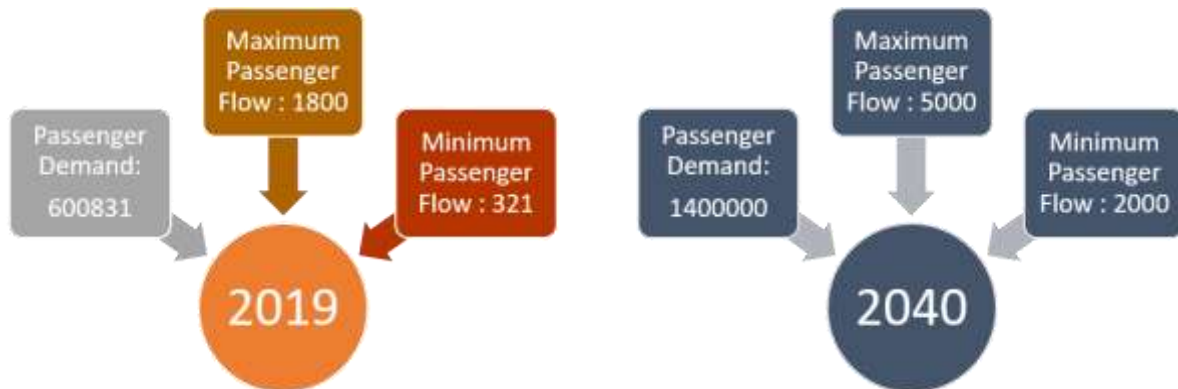 Maximum
Passenger
Flow : 1800
Passenger
Demand:
600831
Minimum
Passenger
Flow : 321
2019
Maximum
Passenger
Flow : 5000
Passenger
Demand:
1400000
Minimum
Passenger
Flow : 2000
2040